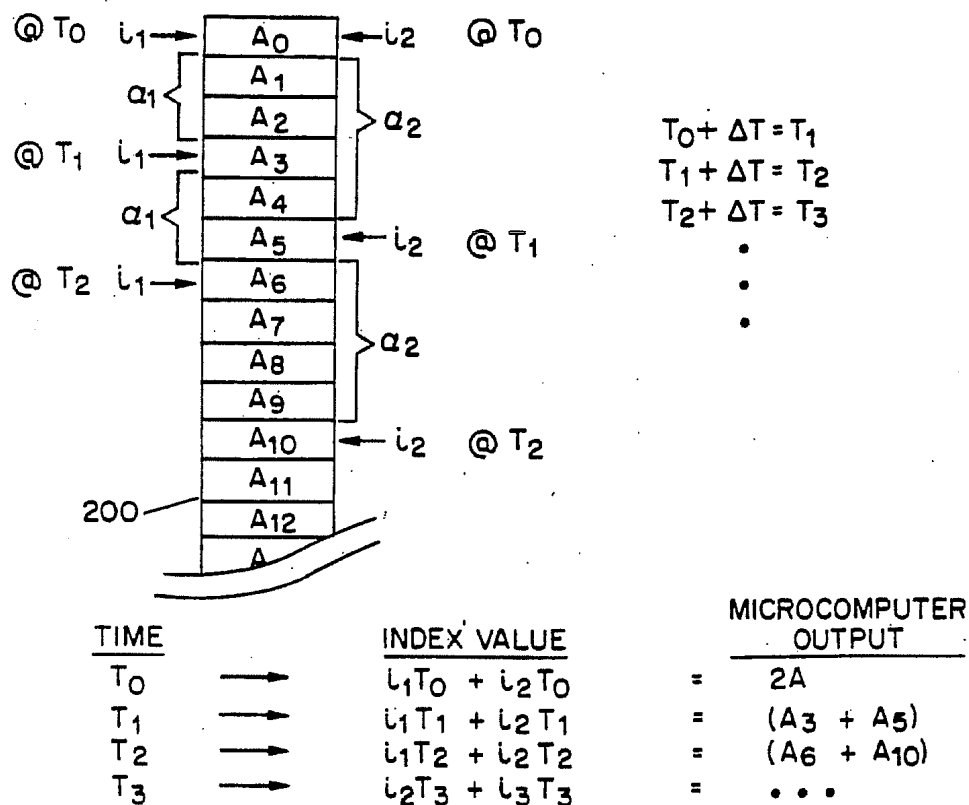 @ T0 i1→ A0 ←i2 @ T0
A1
α1
A2 α2
T0 + ΔT = T1
@ T1 i1→ A3
T1 + ΔT = T2
A4
T2 + ΔT = T3
α1
A5 ←i2 @ T1
•
@ T2 i1→ A6
•
A7
•
α2
A8
A9
A10 ←i2 @ T2
A11
200
A12
A
TIME INDEX VALUE MICROCOMPUTER
OUTPUT
T0 → i1T0 + i2T0 = 2A
T1 → i1T1 + i2T1 = (A3 + A5)
T2 → i1T2 + i2T2 = (A6 + A10)
T3 → i2T3 + i3T3 = • • •